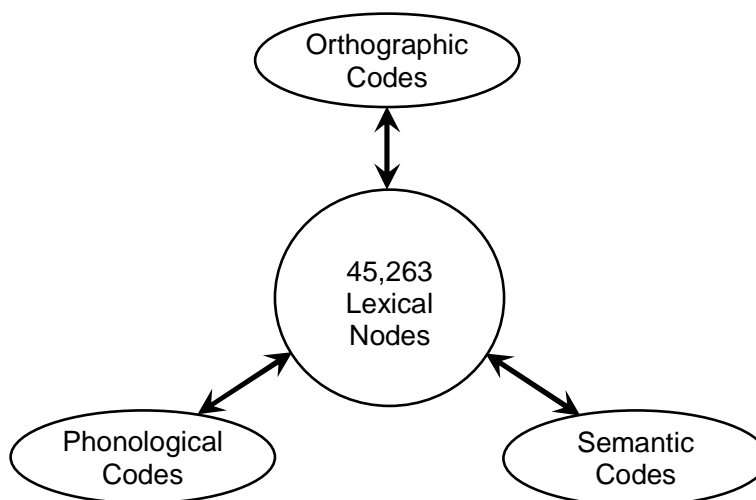 Orthographic
Codes
45,263
Lexical
Nodes
Phonological
Codes
Semantic
Codes